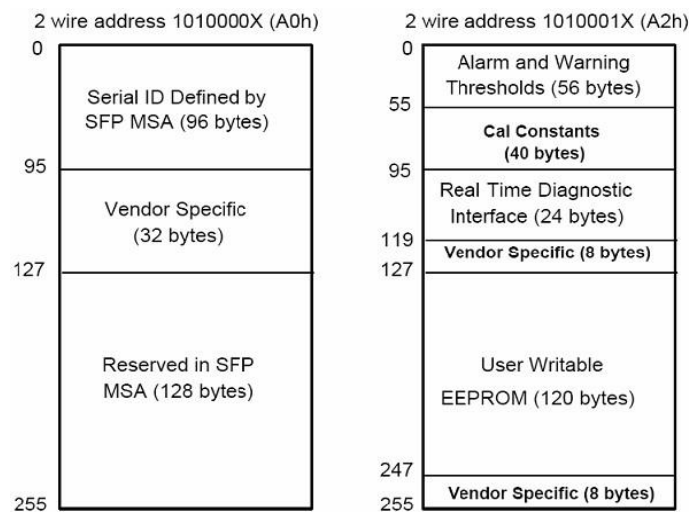 2 wire address 1010000X (A0h)
0
Serial ID Defined by
SFP MSA (96 bytes)
95
Vendor Specific
(32 bytes)
127
Reserved in SFP
MSA (128 bytes)
255
2 wire address 1010001X (A2h)
0
Alarm and Warning
Thresholds (56 bytes)
55
Cal Constants
(40 bytes)
95
Real Time Diagnostic
Interface (24 bytes)
119
Vendor Specific (8 bytes)
127
User Writable
EEPROM (120 bytes)
247
Vendor Specific (8 bytes)
255